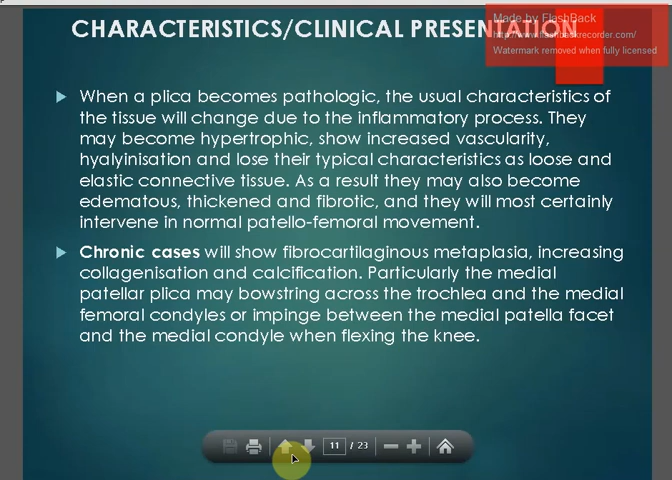 CHARACTERISTICS/CLINICAL PRESENTATION
Made by FlashBack
http://www.flashbackrecorder.com/
Watermark removed when fully licensed
When a plica becomes pathologic, the usual characteristics of
the tissue will change due to the inflammatory process. They
may become hypertrophic, show increased vascularity,
hyalyinisation and lose their typical characteristics as loose and
elastic connective tissue. As a result they may also become
edematous, thickened and fibrotic, and they will most certainly
intervene in normal patello-femoral movement.
Chronic cases will show fibrocartilaginous metaplasia, increasing
collagenisation and calcification. Particularly the medial
patellar plica may bowstring across the trochlea and the medial
femoral condyles or impinge between the medial patella facet
and the medial condyle when flexing the knee.
11 / 23